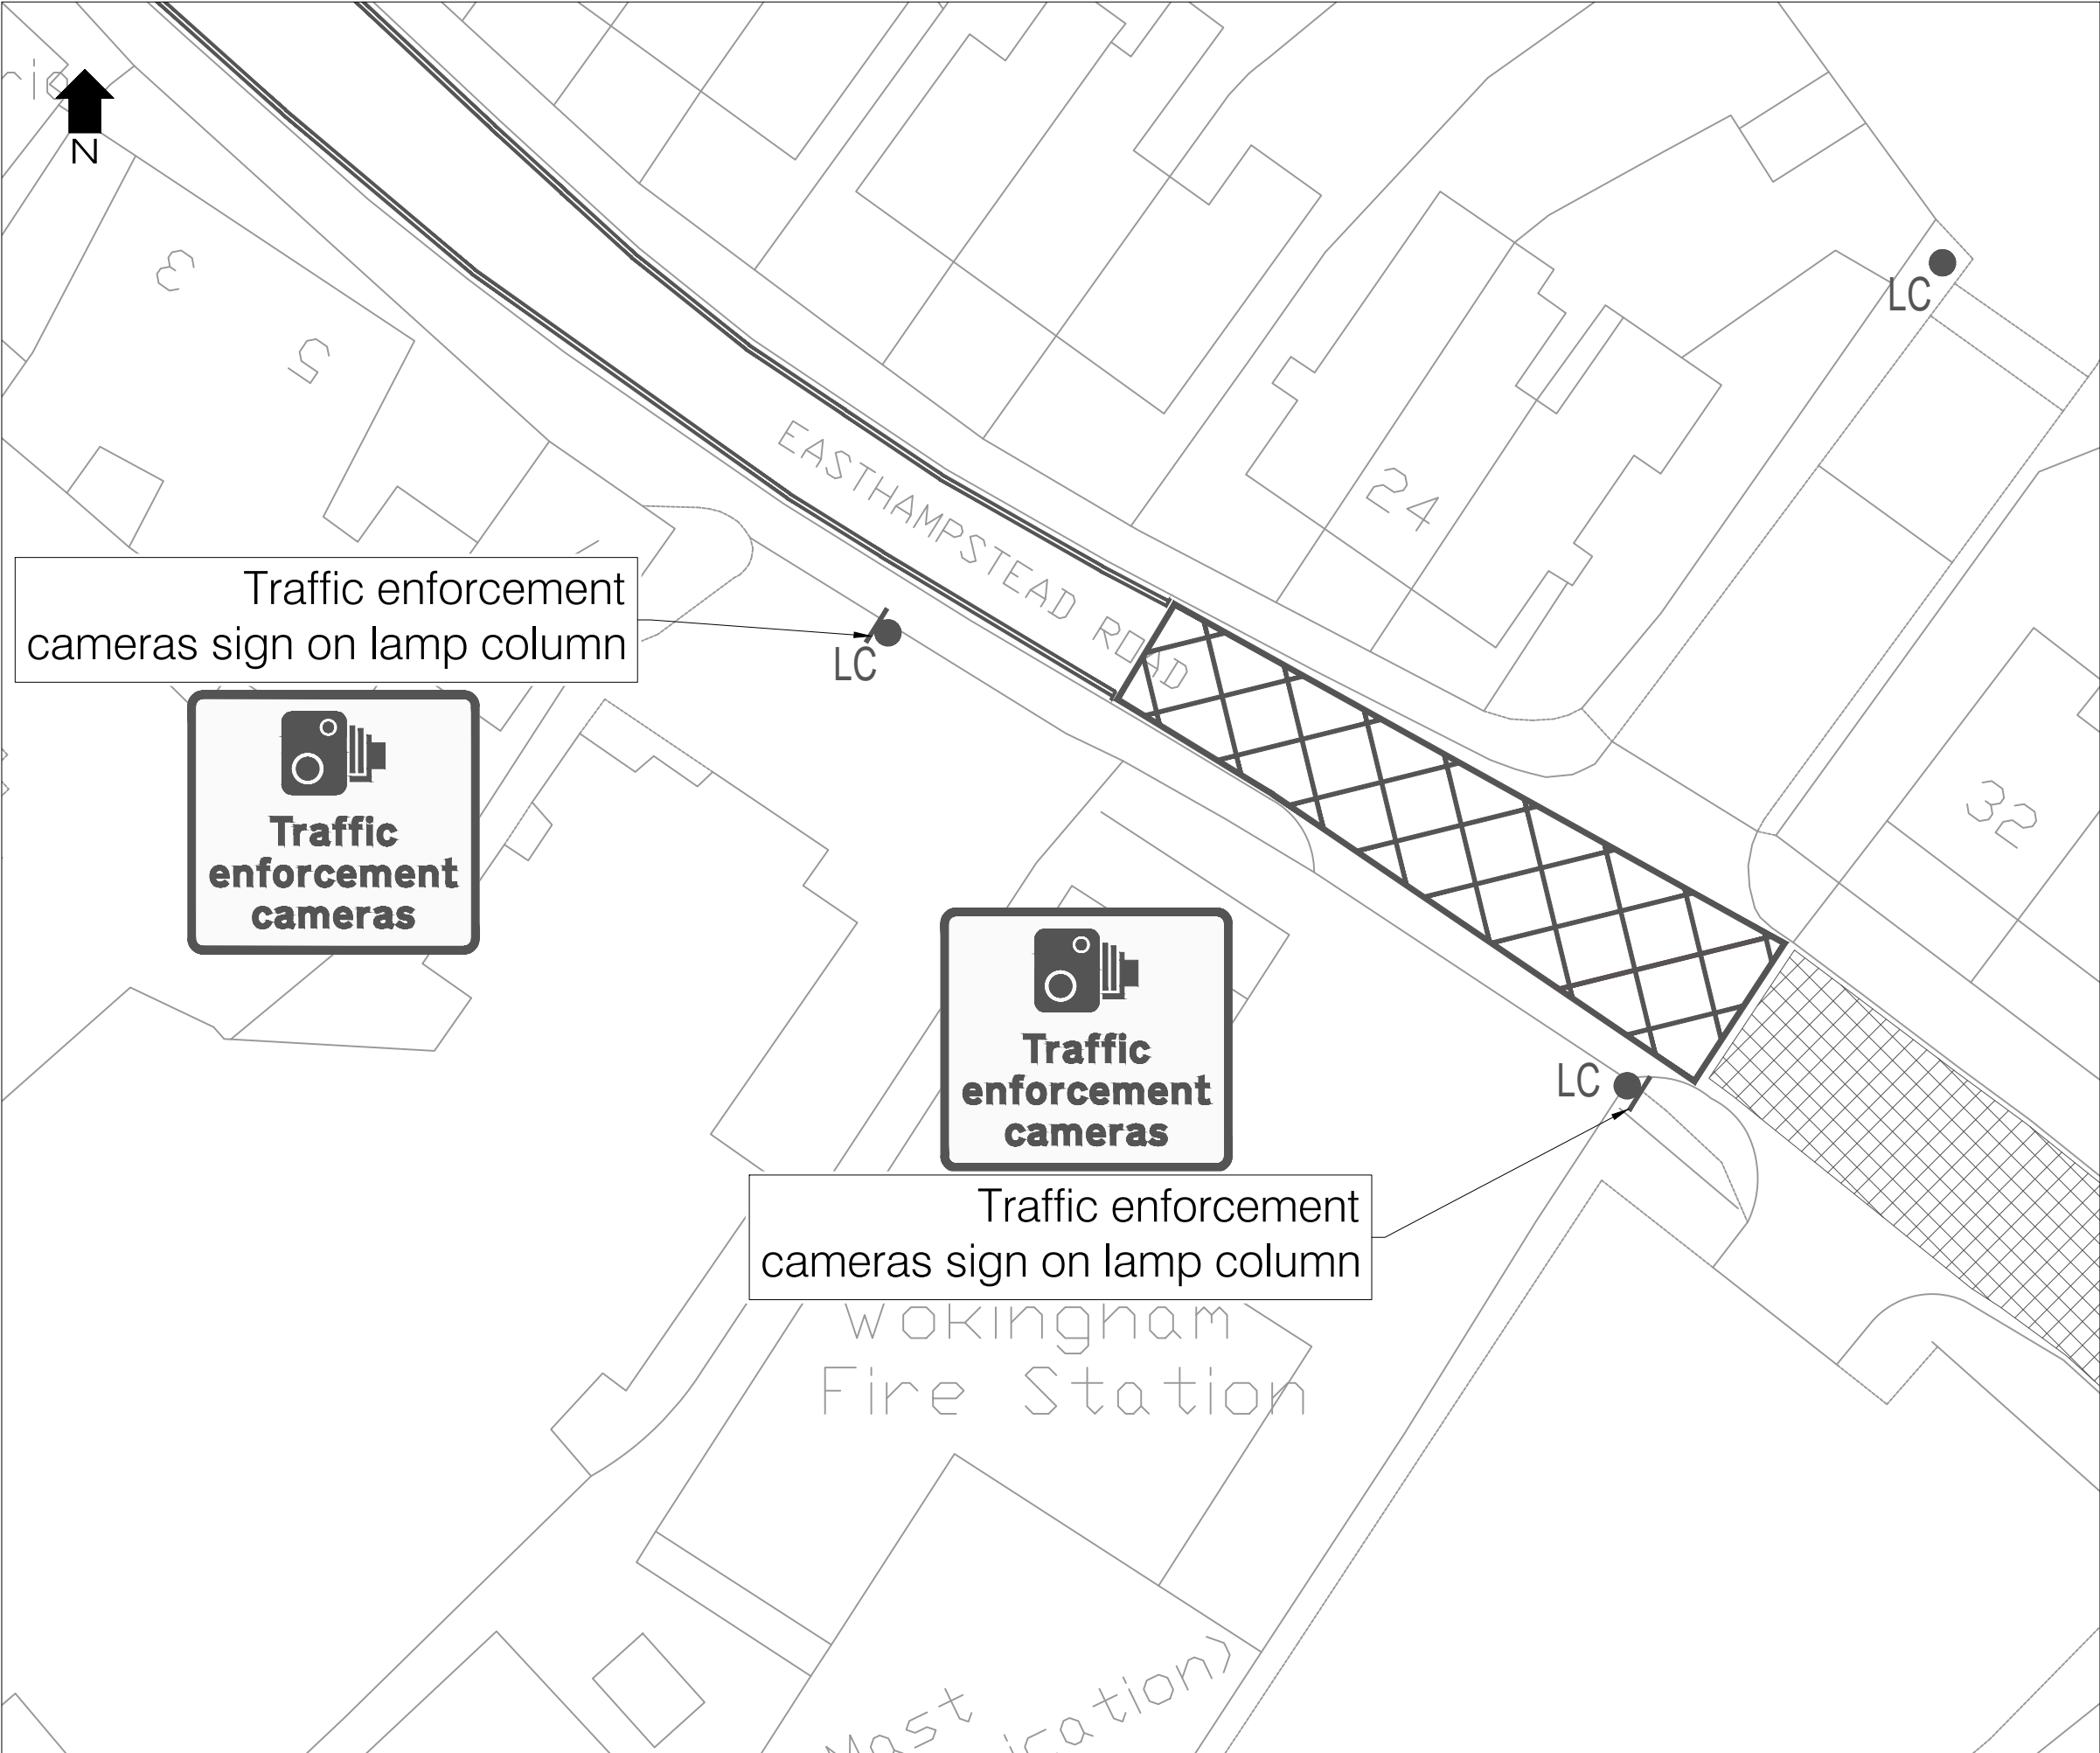 N
3
5
EASTHAMPSTEAD ROAD
24
LC
Traffic enforcement
cameras sign on lamp column
LC
Traffic
enforcement
cameras
32
Traffic
enforcement
cameras
LC
Traffic enforcement
cameras sign on lamp column
Wokingham
Fire Station
Mast